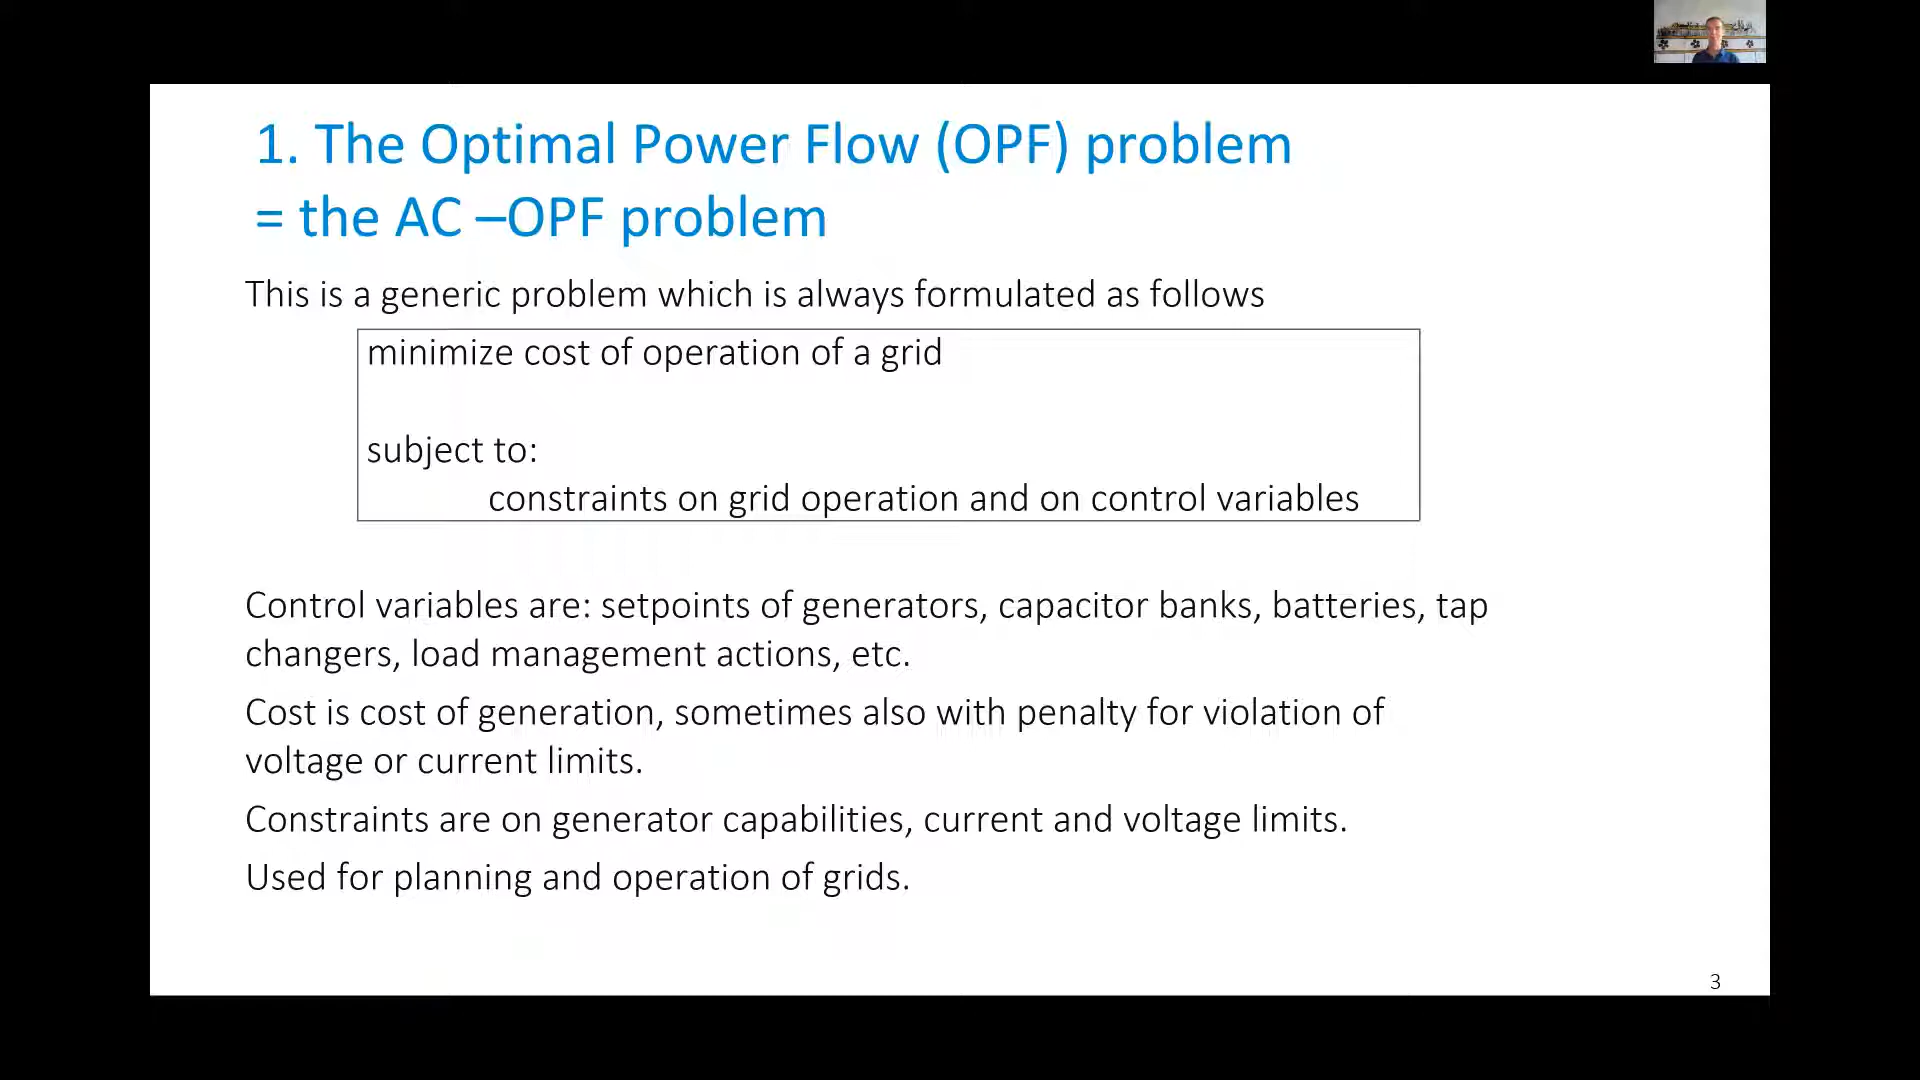 1. The Optimal Power Flow (OPF) problem
= the AC –OPF problem
This is a generic problem which is always formulated as follows
minimize cost of operation of a grid
subject to:
constraints on grid operation and on control variables
Control variables are: setpoints of generators, capacitor banks, batteries, tap
changers, load management actions, etc.
Cost is cost of generation, sometimes also with penalty for violation of
voltage or current limits.
Constraints are on generator capabilities, current and voltage limits.
Used for planning and operation of grids.
3